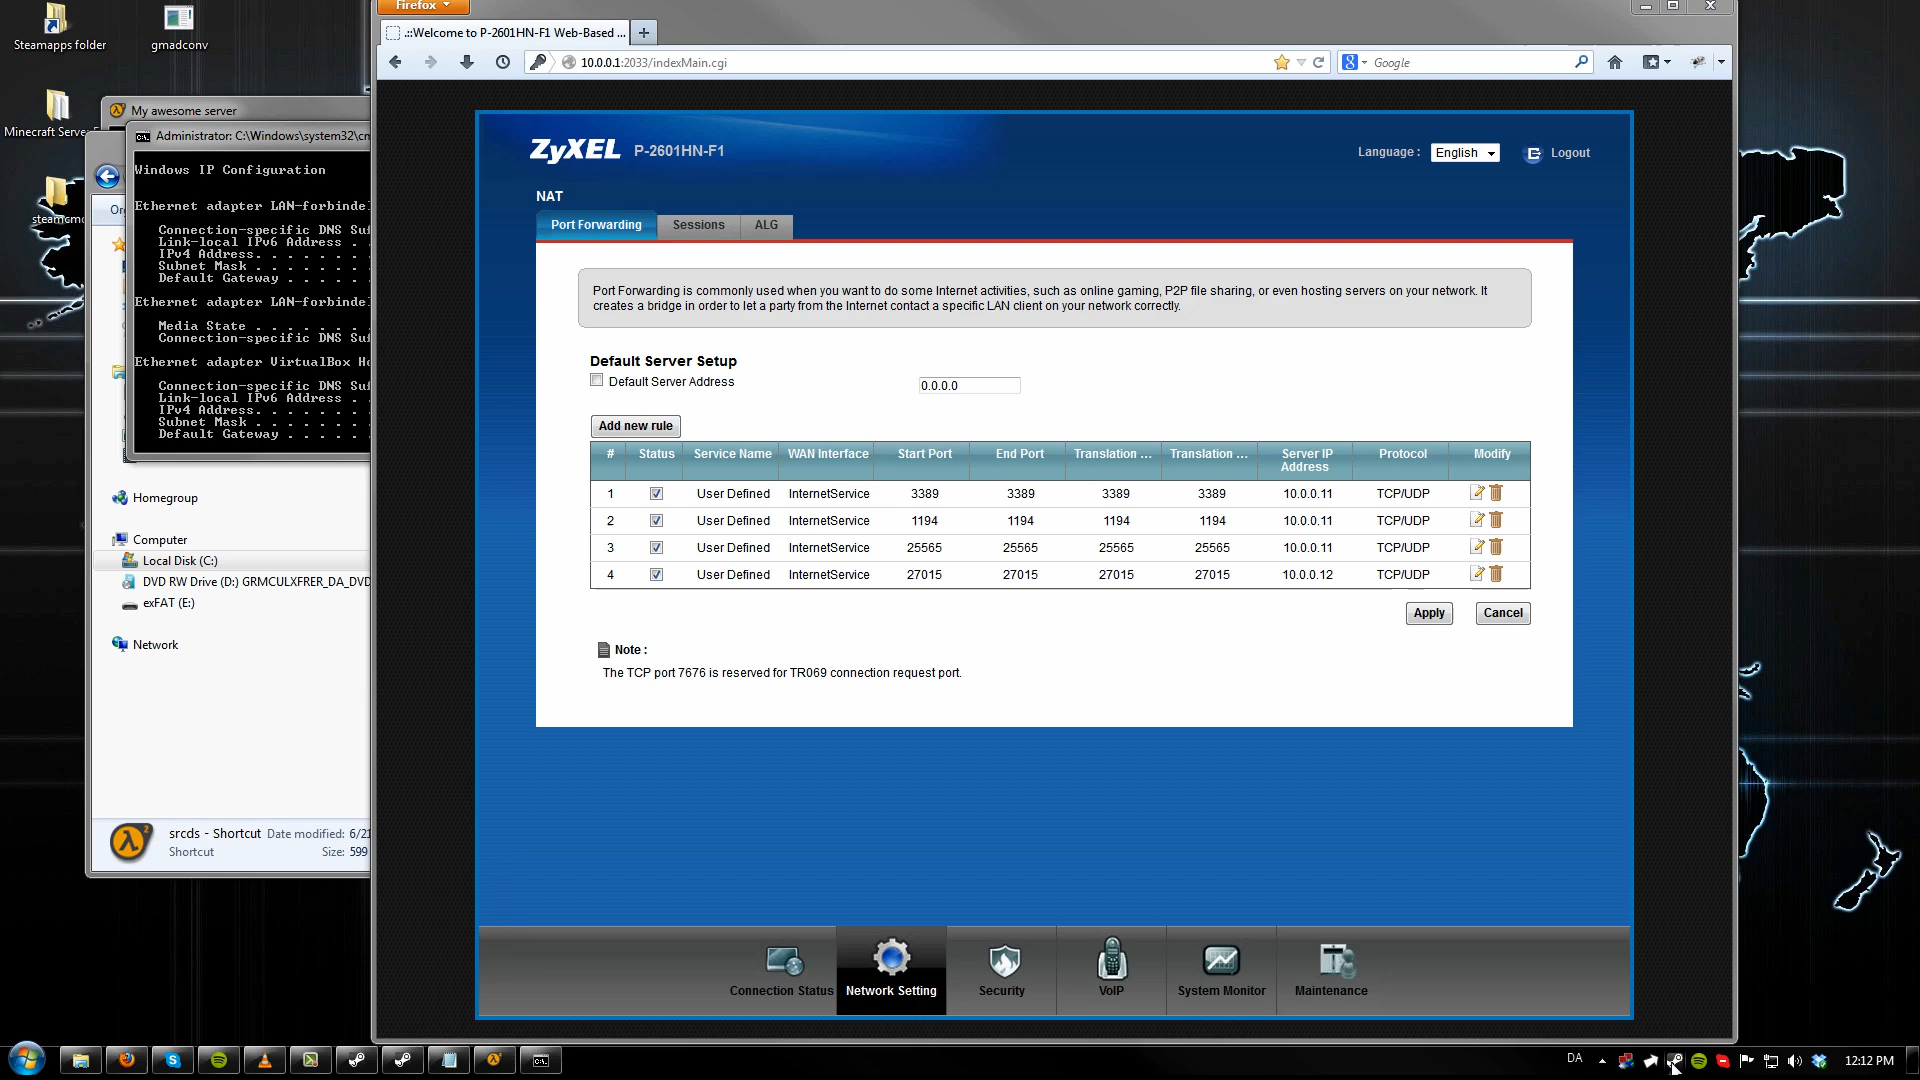 Steamapps folder
gmadconv
Minecraft Serve
steamcmd
My awesome server
Administrator: C:\Windows\system32\cm
Windows IP Configuration
Ethernet adapter LAN-forbindel
Connection-specific DNS Suf
Link-local IPv6 Address . .
IPv4 Address. . . . . . . .
Subnet Mask . . . . . . . .
Default Gateway . . . . . .
Ethernet adapter LAN-forbindel
Media State . . . . . . . .
Connection-specific DNS Suf
Ethernet adapter VirtualBox Ho
Connection-specific DNS Suf
Link-local IPv6 Address . .
IPv4 Address. . . . . . . .
Subnet Mask . . . . . . . .
Default Gateway . . . . . .
Homegroup
Computer
Local Disk (C:)
DVD RW Drive (D:) GRMCULXFRER_DA_DVD
exFAT (E:)
Network
srcds - Shortcut Date modified: 6/21
Shortcut Size: 599
Firefox
.::Welcome to P-2601HN-F1 Web-Based ...
10.0.0.1:2033/indexMain.cgi
Google
ZyXEL P-2601HN-F1
Language : English Logout
NAT
Port Forwarding Sessions ALG
Port Forwarding is commonly used when you want to do some Internet activities, such as online gaming, P2P file sharing, or even hosting servers on your network. It
creates a bridge in order to let a party from the Internet contact a specific LAN client on your network correctly.
Default Server Setup
Default Server Address 0.0.0.0
Add new rule
# Status Service Name WAN Interface Start Port End Port Translation ... Translation ... Server IP Address Protocol Modify
1 User Defined InternetService 3389 3389 3389 3389 10.0.0.11 TCP/UDP
2 User Defined InternetService 1194 1194 1194 1194 10.0.0.11 TCP/UDP
3 User Defined InternetService 25565 25565 25565 25565 10.0.0.11 TCP/UDP
4 User Defined InternetService 27015 27015 27015 27015 10.0.0.12 TCP/UDP
Apply Cancel
Note :
The TCP port 7676 is reserved for TR069 connection request port.
Connection Status Network Setting Security VoIP System Monitor Maintenance
DA 12:12 PM